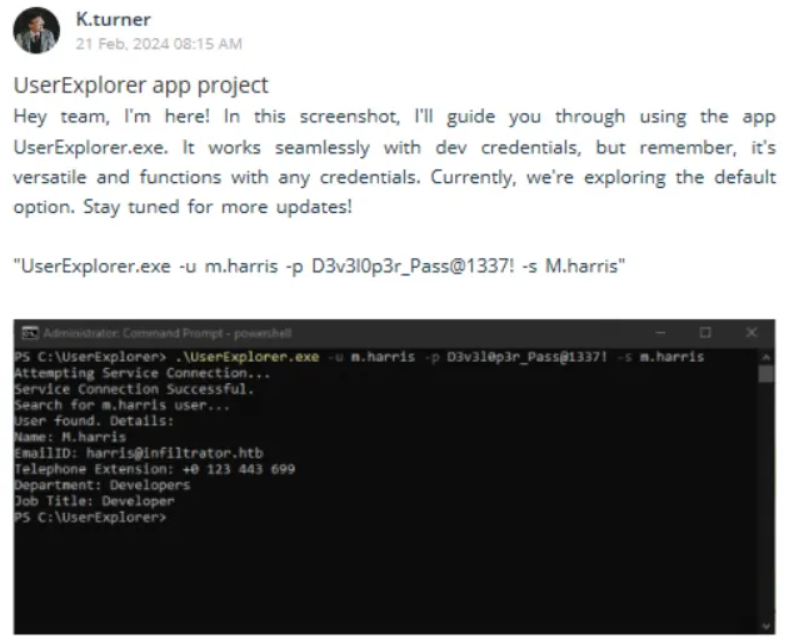 K.turner
21 Feb, 2024 08:15 AM
UserExplorer app project
Hey team, I'm here! In this screenshot, I'll guide you through using the app
UserExplorer.exe. It works seamlessly with dev credentials, but remember, it's
versatile and functions with any credentials. Currently, we're exploring the default
option. Stay tuned for more updates!
"UserExplorer.exe -u m.harris -p D3v3l0p3r_Pass@1337! -s M.harris"
Administrator: Command Prompt - powershell
PS C:\UserExplorer> .\UserExplorer.exe -u m.harris -p D3v3l0p3r_Pass@1337! -s m.harris
Attempting Service Connection...
Service Connection Successful.
Search for m.harris user...
User found. Details:
Name: M.harris
EmailID: harris@infiltrator.htb
Telephone Extension: +0 123 443 699
Department: Developers
Job Title: Developer
PS C:\UserExplorer>